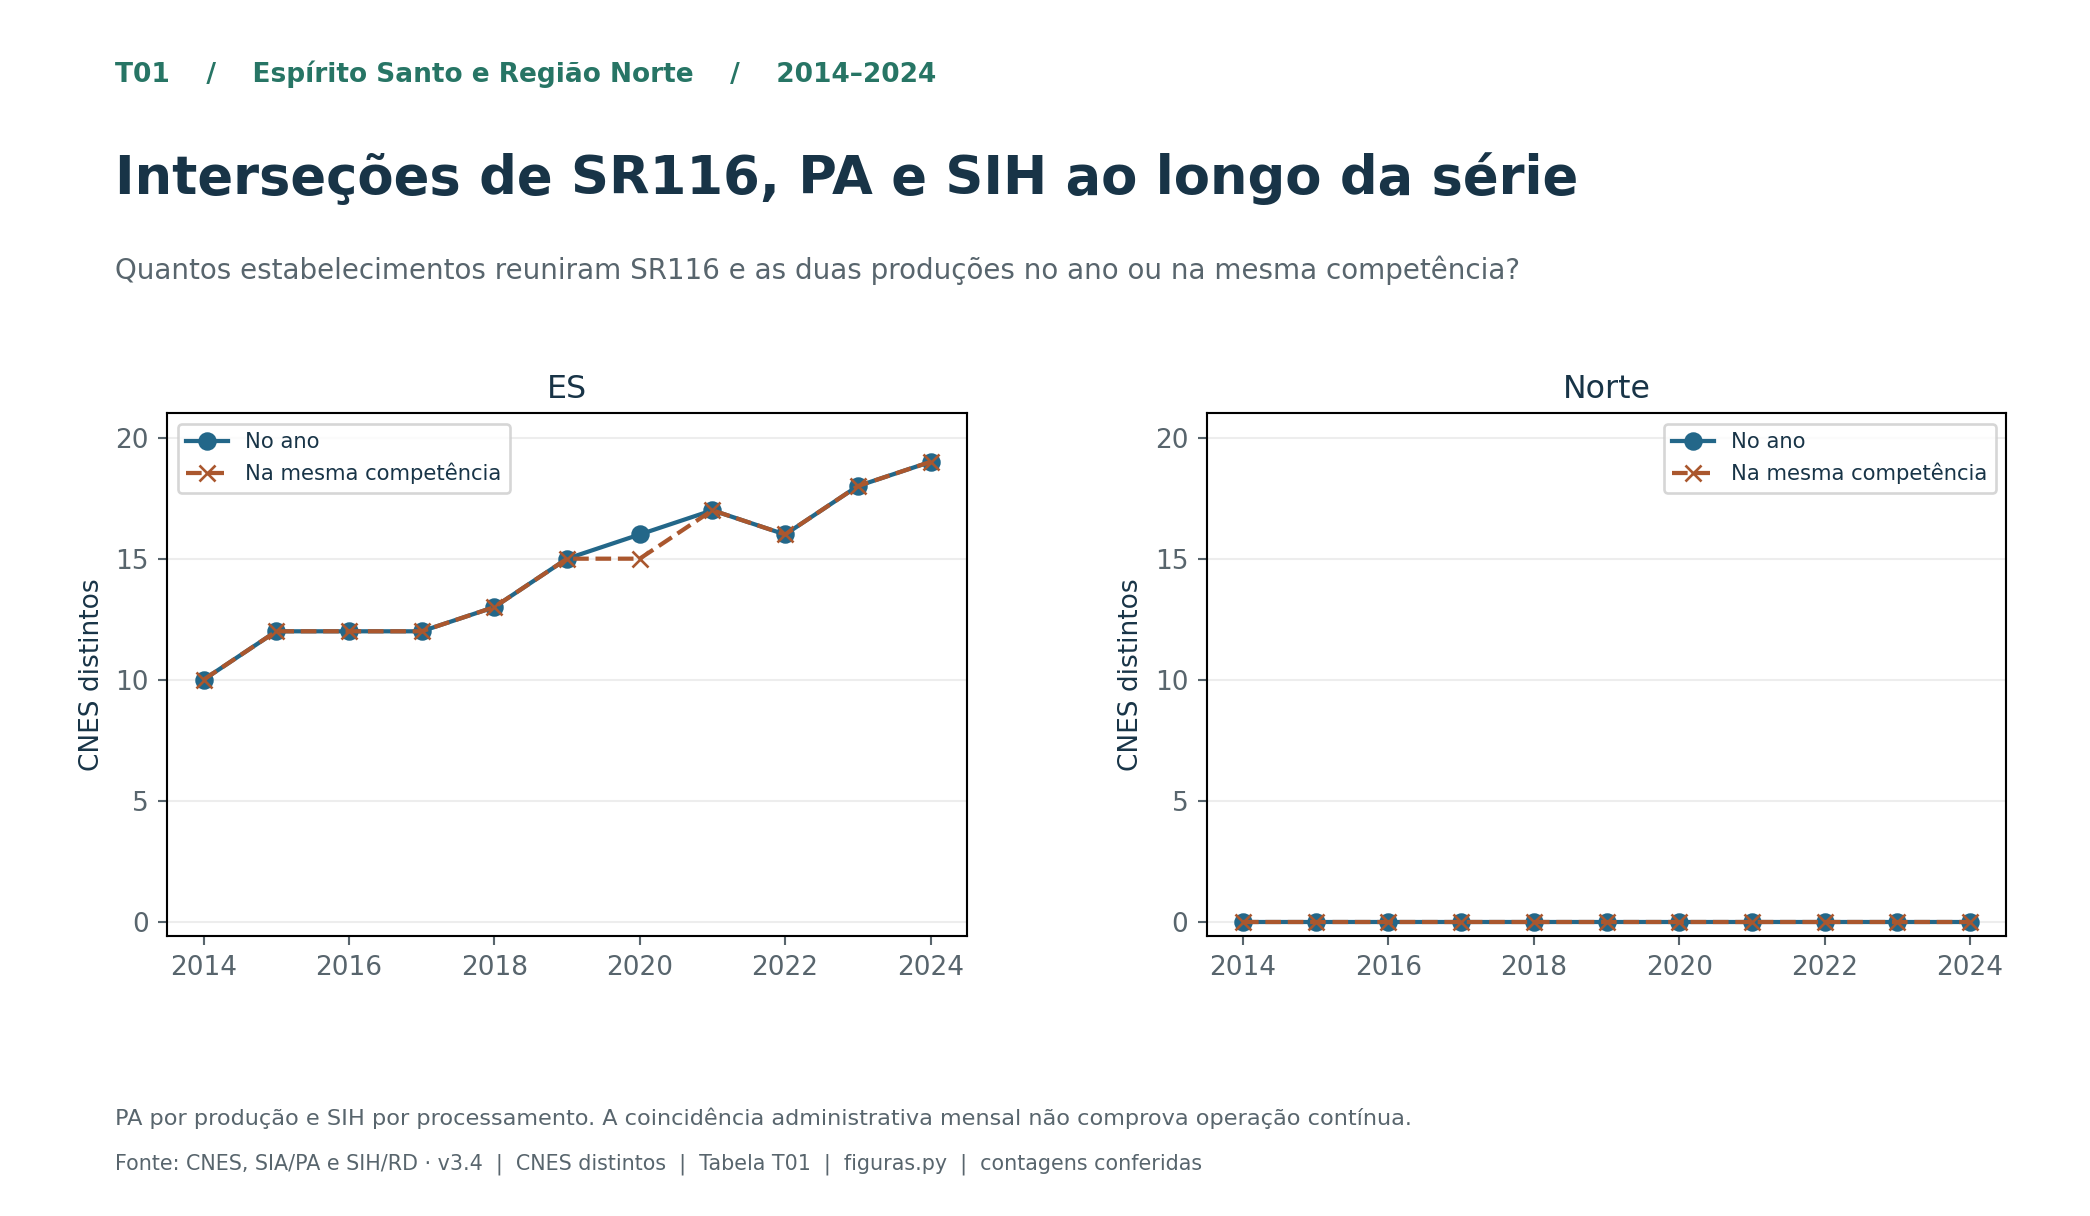 T01 / Espírito Santo e Região Norte / 2014–2024
Interseções de SR116, PA e SIH ao longo da série
Quantos estabelecimentos reuniram SR116 e as duas produções no ano ou na mesma competência?
ES
No ano
Na mesma competência
CNES distintos
20
15
10
5
0
2014 2016 2018 2020 2022 2024
Norte
No ano
Na mesma competência
CNES distintos
20
15
10
5
0
2014 2016 2018 2020 2022 2024
PA por produção e SIH por processamento. A coincidência administrativa mensal não comprova operação contínua.
Fonte: CNES, SIA/PA e SIH/RD · v3.4 | CNES distintos | Tabela T01 | figuras.py | contagens conferidas